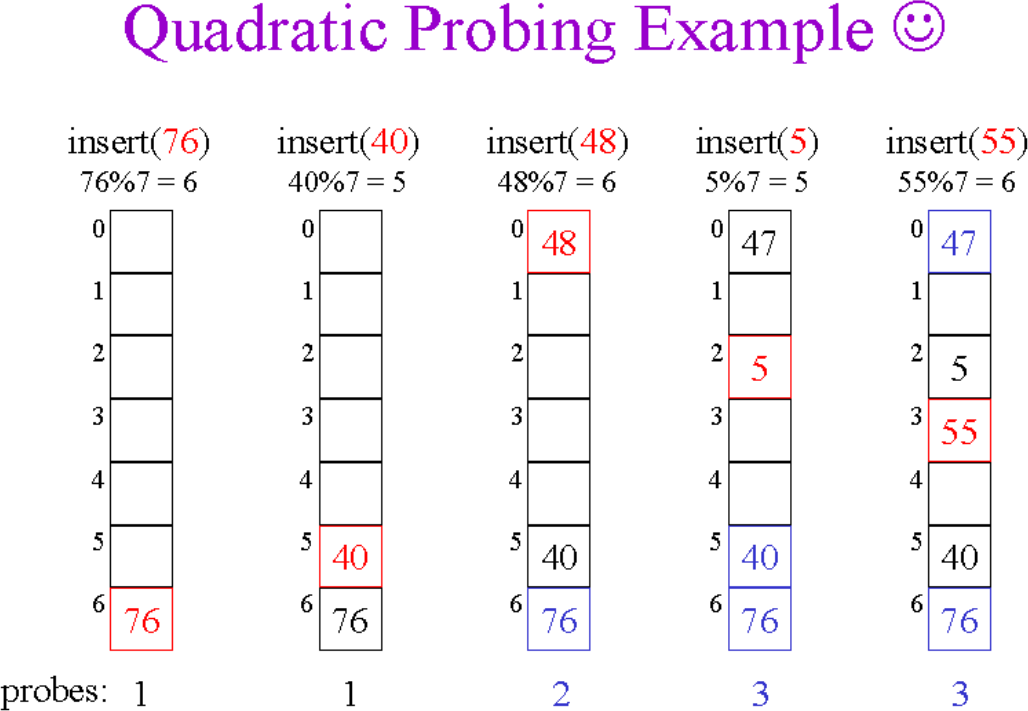 Quadratic Probing Example ☺
insert(76) insert(40) insert(48) insert(5) insert(55)
76%7 = 6 40%7 = 5 48%7 = 6 5%7 = 5 55%7 = 6
0 0 0 48 0 47 0 47
1 1 1 1 1
2 2 2 2 5 2 5
3 3 3 3 3 55
4 4 4 4 4
5 5 40 5 40 5 40 5 40
6 76 6 76 6 76 6 76 6 76
probes: 1 1 2 3 3